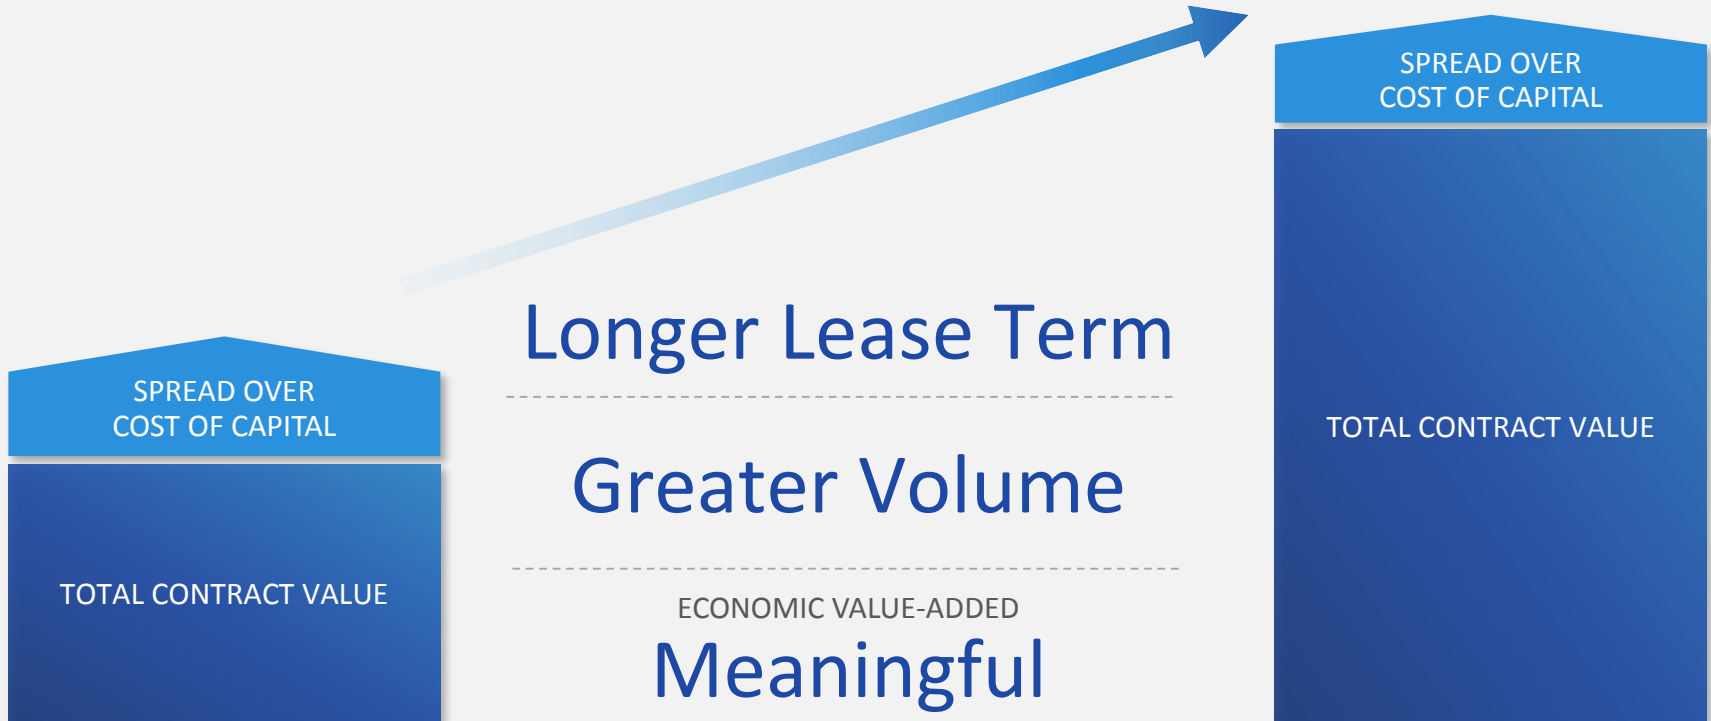 SPREAD OVER
COST OF CAPITAL
TOTAL CONTRACT VALUE
Longer Lease Term
Greater Volume
ECONOMIC VALUE-ADDED
Meaningful
SPREAD OVER
COST OF CAPITAL
TOTAL CONTRACT VALUE